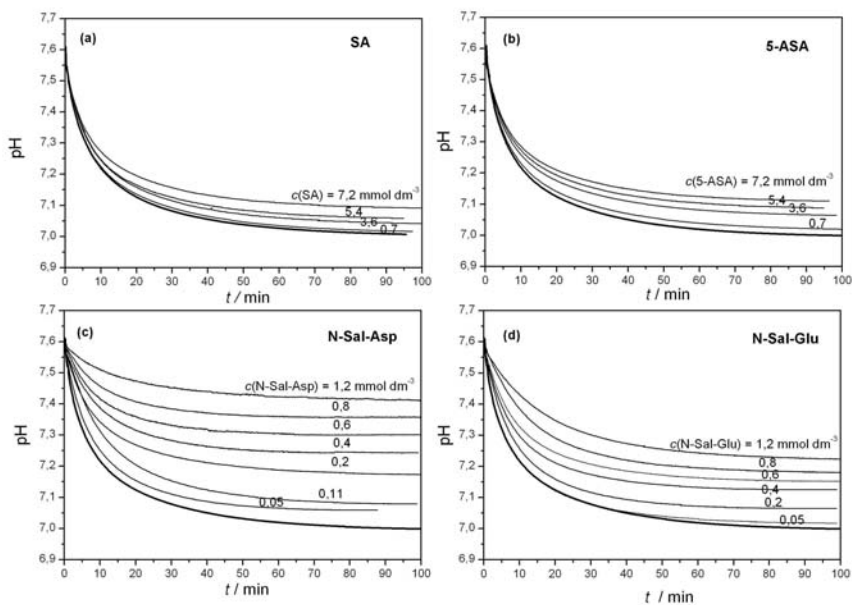 (a)
SA
pH
7,7
7,6
7,5
7,4
7,3
7,2
7,1
7,0
6,9
c(SA) = 7,2 mmol dm-3
5,4
3,6
0,7
0 10 20 30 40 50 60 70 80 90 100
t / min
(b)
5-ASA
pH
7,7
7,6
7,5
7,4
7,3
7,2
7,1
7,0
6,9
c(5-ASA) = 7,2 mmol dm-3
5,4
3,6
0,7
0 10 20 30 40 50 60 70 80 90 100
t / min
(c)
N-Sal-Asp
pH
7,7
7,6
7,5
7,4
7,3
7,2
7,1
7,0
6,9
c(N-Sal-Asp) = 1,2 mmol dm-3
0,8
0,6
0,4
0,2
0,11
0,05
0 10 20 30 40 50 60 70 80 90 100
t / min
(d)
N-Sal-Glu
pH
7,7
7,6
7,5
7,4
7,3
7,2
7,1
7,0
6,9
c(N-Sal-Glu) = 1,2 mmol dm-3
0,8
0,6
0,4
0,2
0,05
0 10 20 30 40 50 60 70 80 90 100
t / min